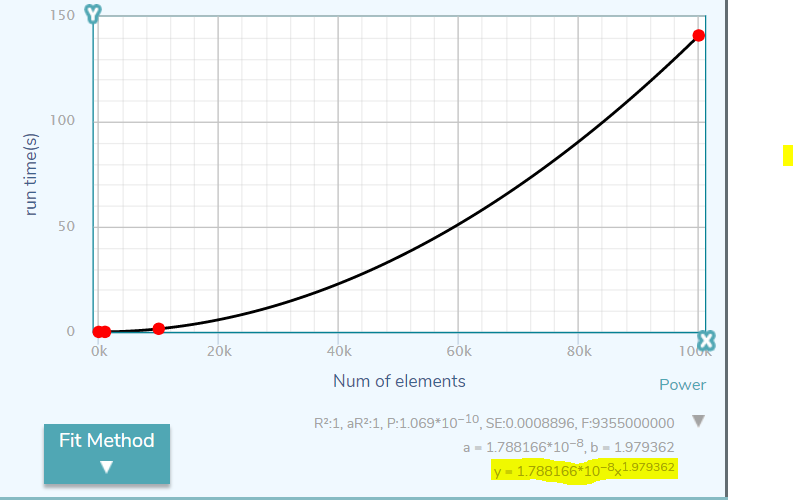 Y
150
100
50
0
run time(s)
0k
20k
40k
60k
80k
100k
X
Num of elements
Power
Fit Method
▼
R²:1, aR²:1, P:1.069*10⁻¹⁰, SE:0.0008896, F:9355000000 ▼
a = 1.788166*10⁻⁸, b = 1.979362
y = 1.788166*10⁻⁸x¹·⁹⁷⁹³⁶²